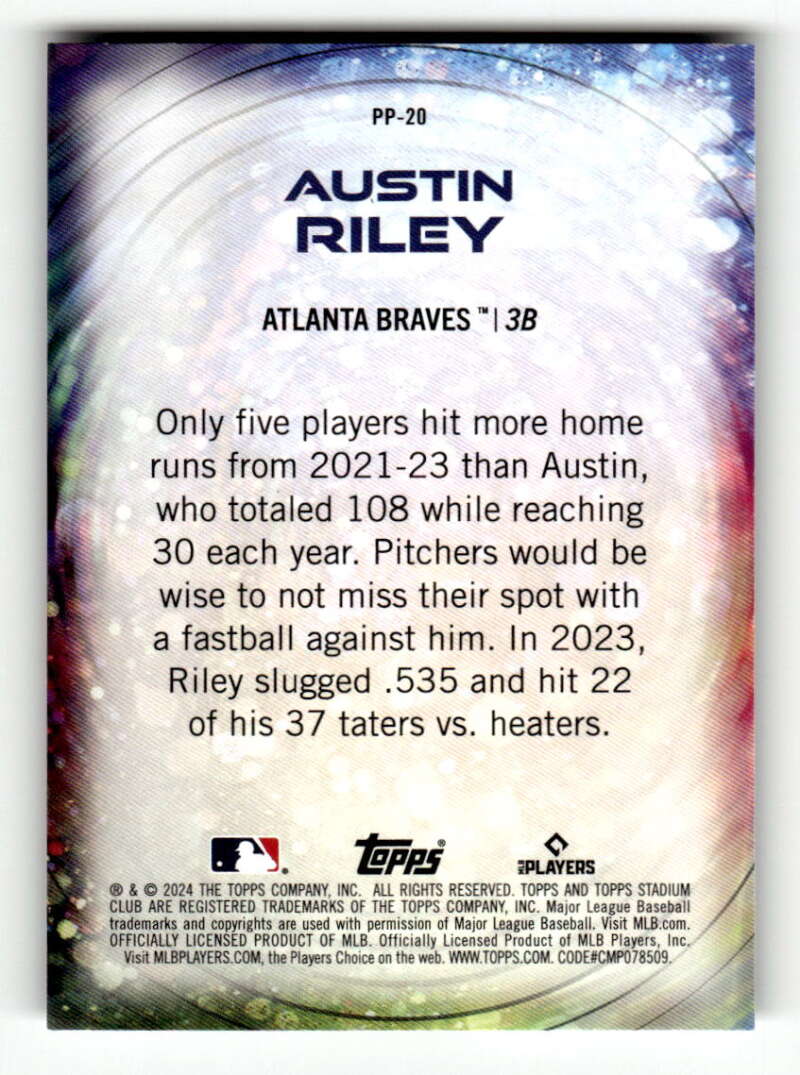 PP-20
AUSTIN
RILEY
ATLANTA BRAVES ™ | 3B
Only five players hit more home
runs from 2021-23 than Austin,
who totaled 108 while reaching
30 each year. Pitchers would be
wise to not miss their spot with
a fastball against him. In 2023,
Riley slugged .535 and hit 22
of his 37 taters vs. heaters.
Topps® MLB PLAYERS
® & © 2024 THE TOPPS COMPANY, INC. ALL RIGHTS RESERVED. TOPPS AND TOPPS STADIUM
CLUB ARE REGISTERED TRADEMARKS OF THE TOPPS COMPANY, INC. Major League Baseball
trademarks and copyrights are used with permission of Major League Baseball. Visit MLB.com.
OFFICIALLY LICENSED PRODUCT OF MLB. Officially Licensed Product of MLB Players, Inc.
Visit MLBPLAYERS.COM, the Players Choice on the web. WWW.TOPPS.COM. CODE#CMP078509.